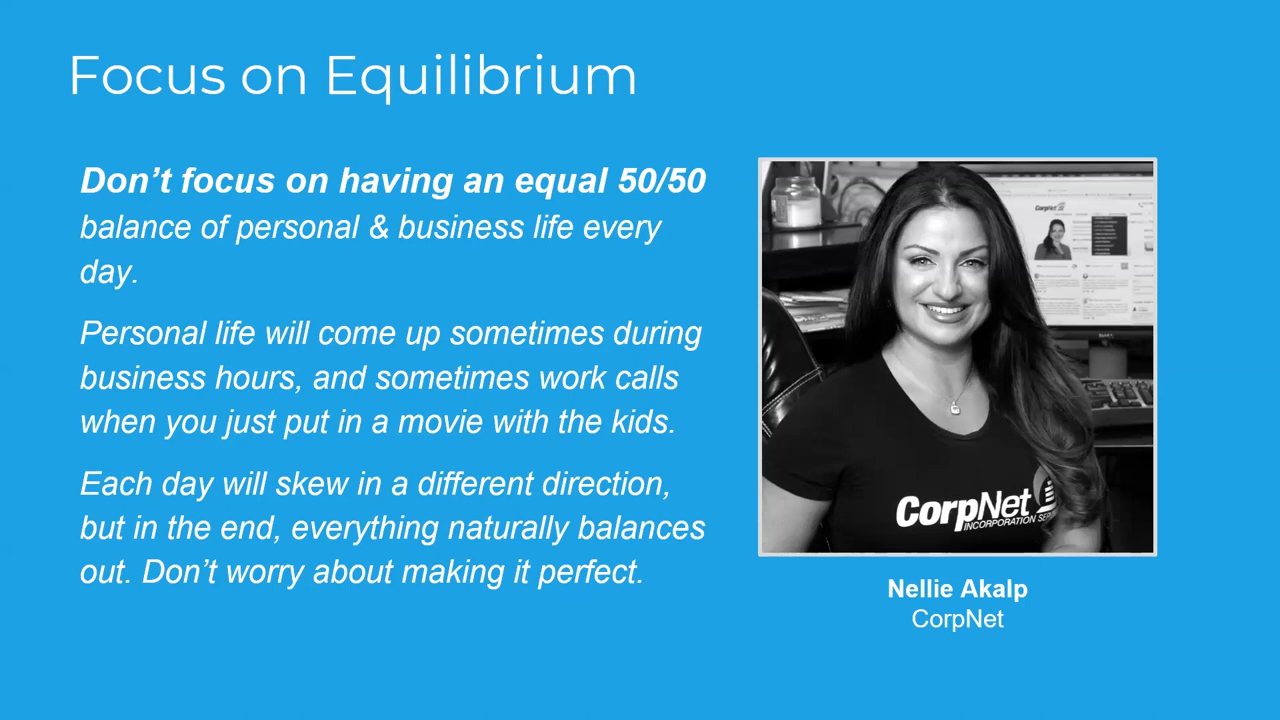 Focus on Equilibrium
Don’t focus on having an equal 50/50
balance of personal & business life every
day.
Personal life will come up sometimes during
business hours, and sometimes work calls
when you just put in a movie with the kids.
Each day will skew in a different direction,
but in the end, everything naturally balances
out. Don’t worry about making it perfect.
CorpNet
CorpNet
INCORPORATION
Nellie Akalp
CorpNet